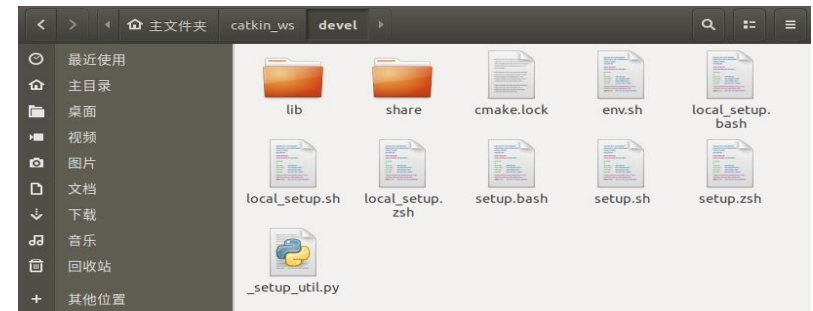 主文件夹 catkin_ws devel
最近使用
主目录
桌面
视频
图片
文档
下载
音乐
回收站
其他位置
lib share cmake.lock env.sh local_setup.
bash
local_setup.sh local_setup. setup.bash setup.sh setup.zsh
zsh
_setup_util.py